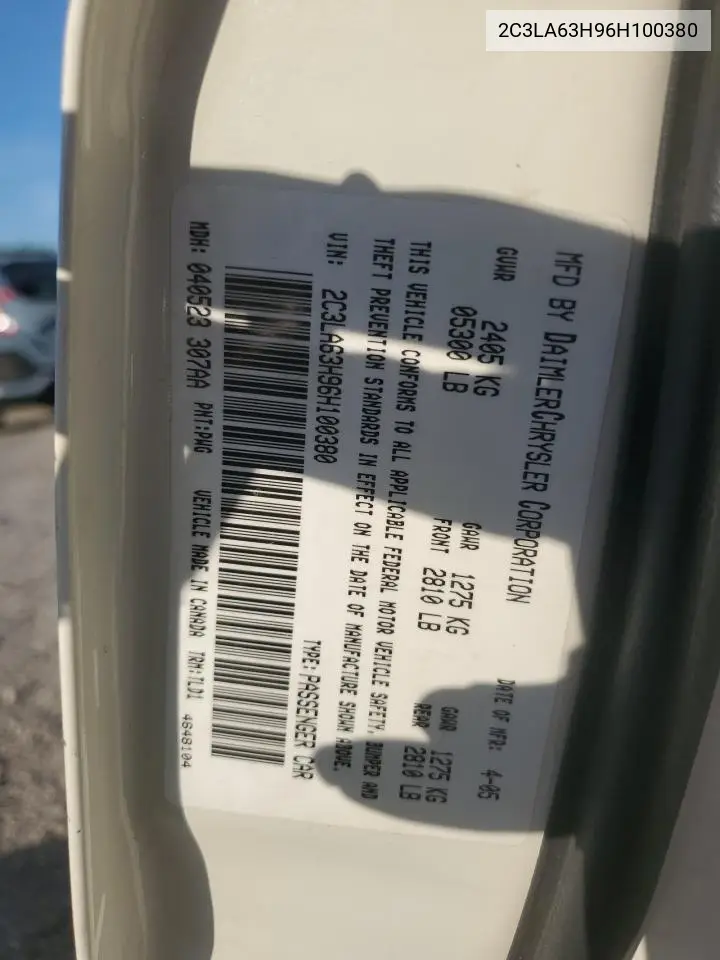 2C3LA63H96H100380
MFD BY DAIMLERCHRYSLER CORPORATION
DATE OF MFR: 4-05
GVWR 2405 KG
05300 LB
GAWR FRONT 1275 KG
2810 LB
GAWR REAR 1275 KG
2810 LB
THIS VEHICLE CONFORMS TO ALL APPLICABLE FEDERAL MOTOR VEHICLE SAFETY, BUMPER AND
THEFT PREVENTION STANDARDS IN EFFECT ON THE DATE OF MANUFACTURE SHOWN ABOVE.
VIN: 2C3LA63H96H100380
TYPE: PASSENGER CAR
MDH: 040523 307AA PNT:PWG VEHICLE MADE IN CANADA TRM:TLD1 4648104